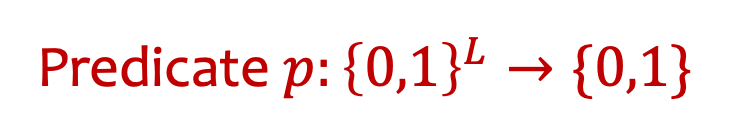 Predicate p: {0,1}^L → {0,1}